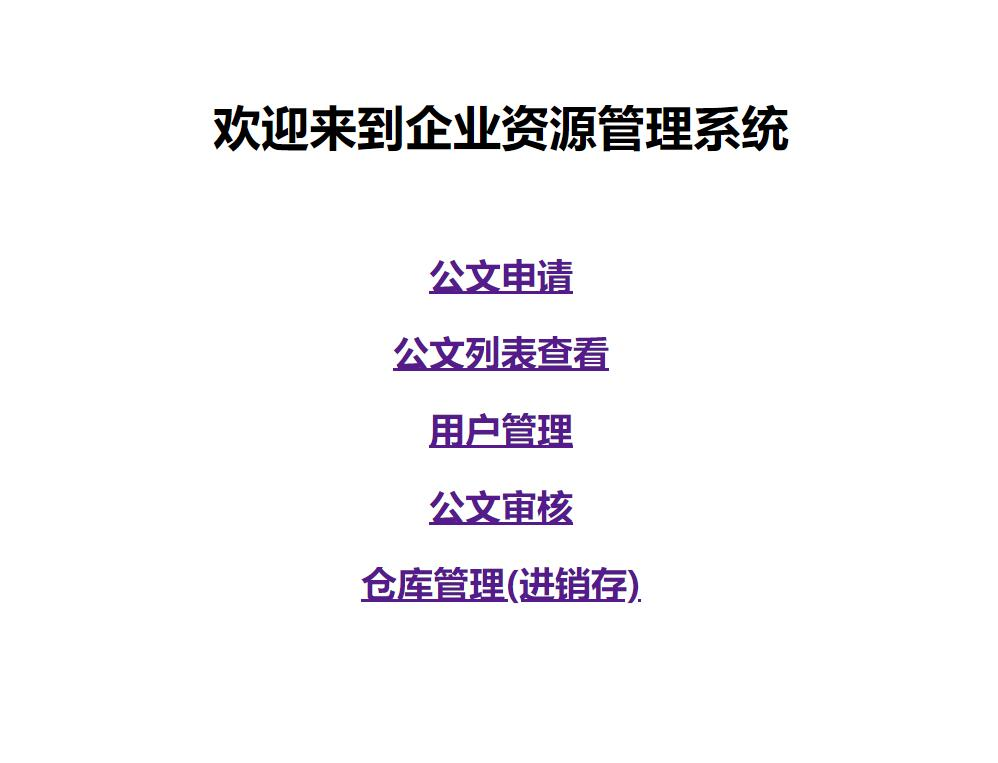 欢迎来到企业资源管理系统
公文申请
公文列表查看
用户管理
公文审核
仓库管理(进销存)